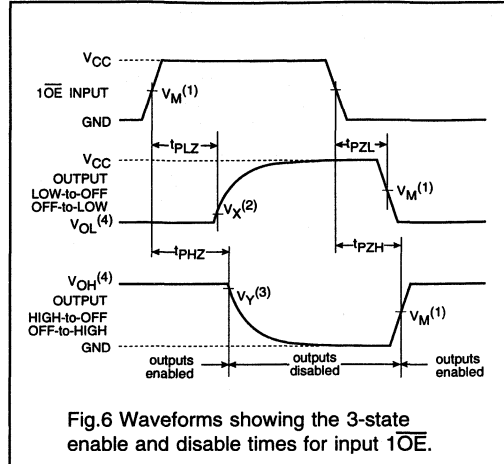 VCC
1O̅E̅ INPUT
VM(1)
GND
tPLZ
tPZL
VCC
OUTPUT
LOW-to-OFF
OFF-to-LOW
VM(1)
VX(2)
VOL(4)
tPHZ
tPZH
VOH(4)
VY(3)
OUTPUT
HIGH-to-OFF
OFF-to-HIGH
VM(1)
GND
outputs enabled
outputs disabled
outputs enabled
Fig.6 Waveforms showing the 3-state
enable and disable times for input 1O̅E̅.